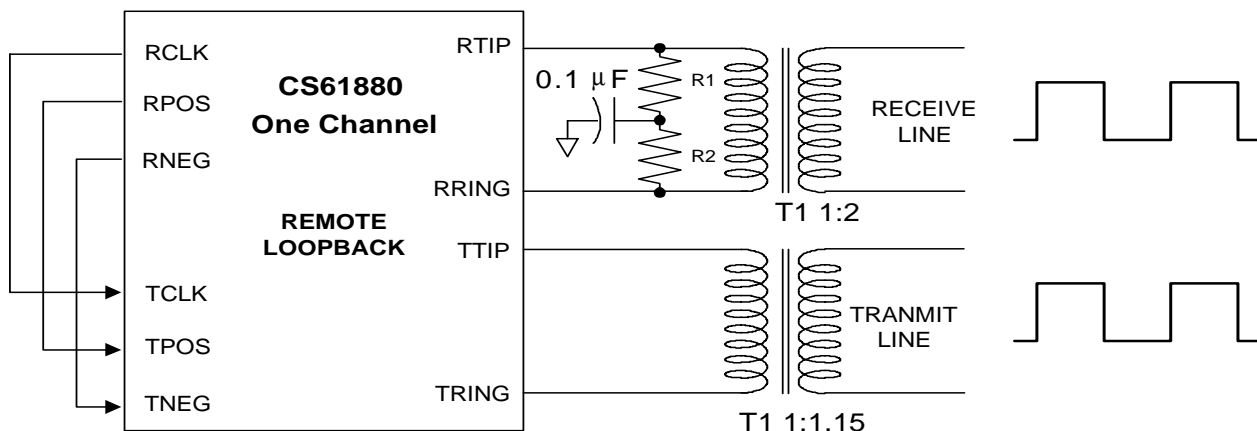 RCLK
RPOS
RNEG
TCLK
TPOS
TNEG
CS61880
One Channel
REMOTE
LOOPBACK
RTIP
RRING
TTIP
TRING
0.1 μF
R1
R2
RECEIVE
LINE
T1 1:2
TRANMIT
LINE
T1 1:1.15